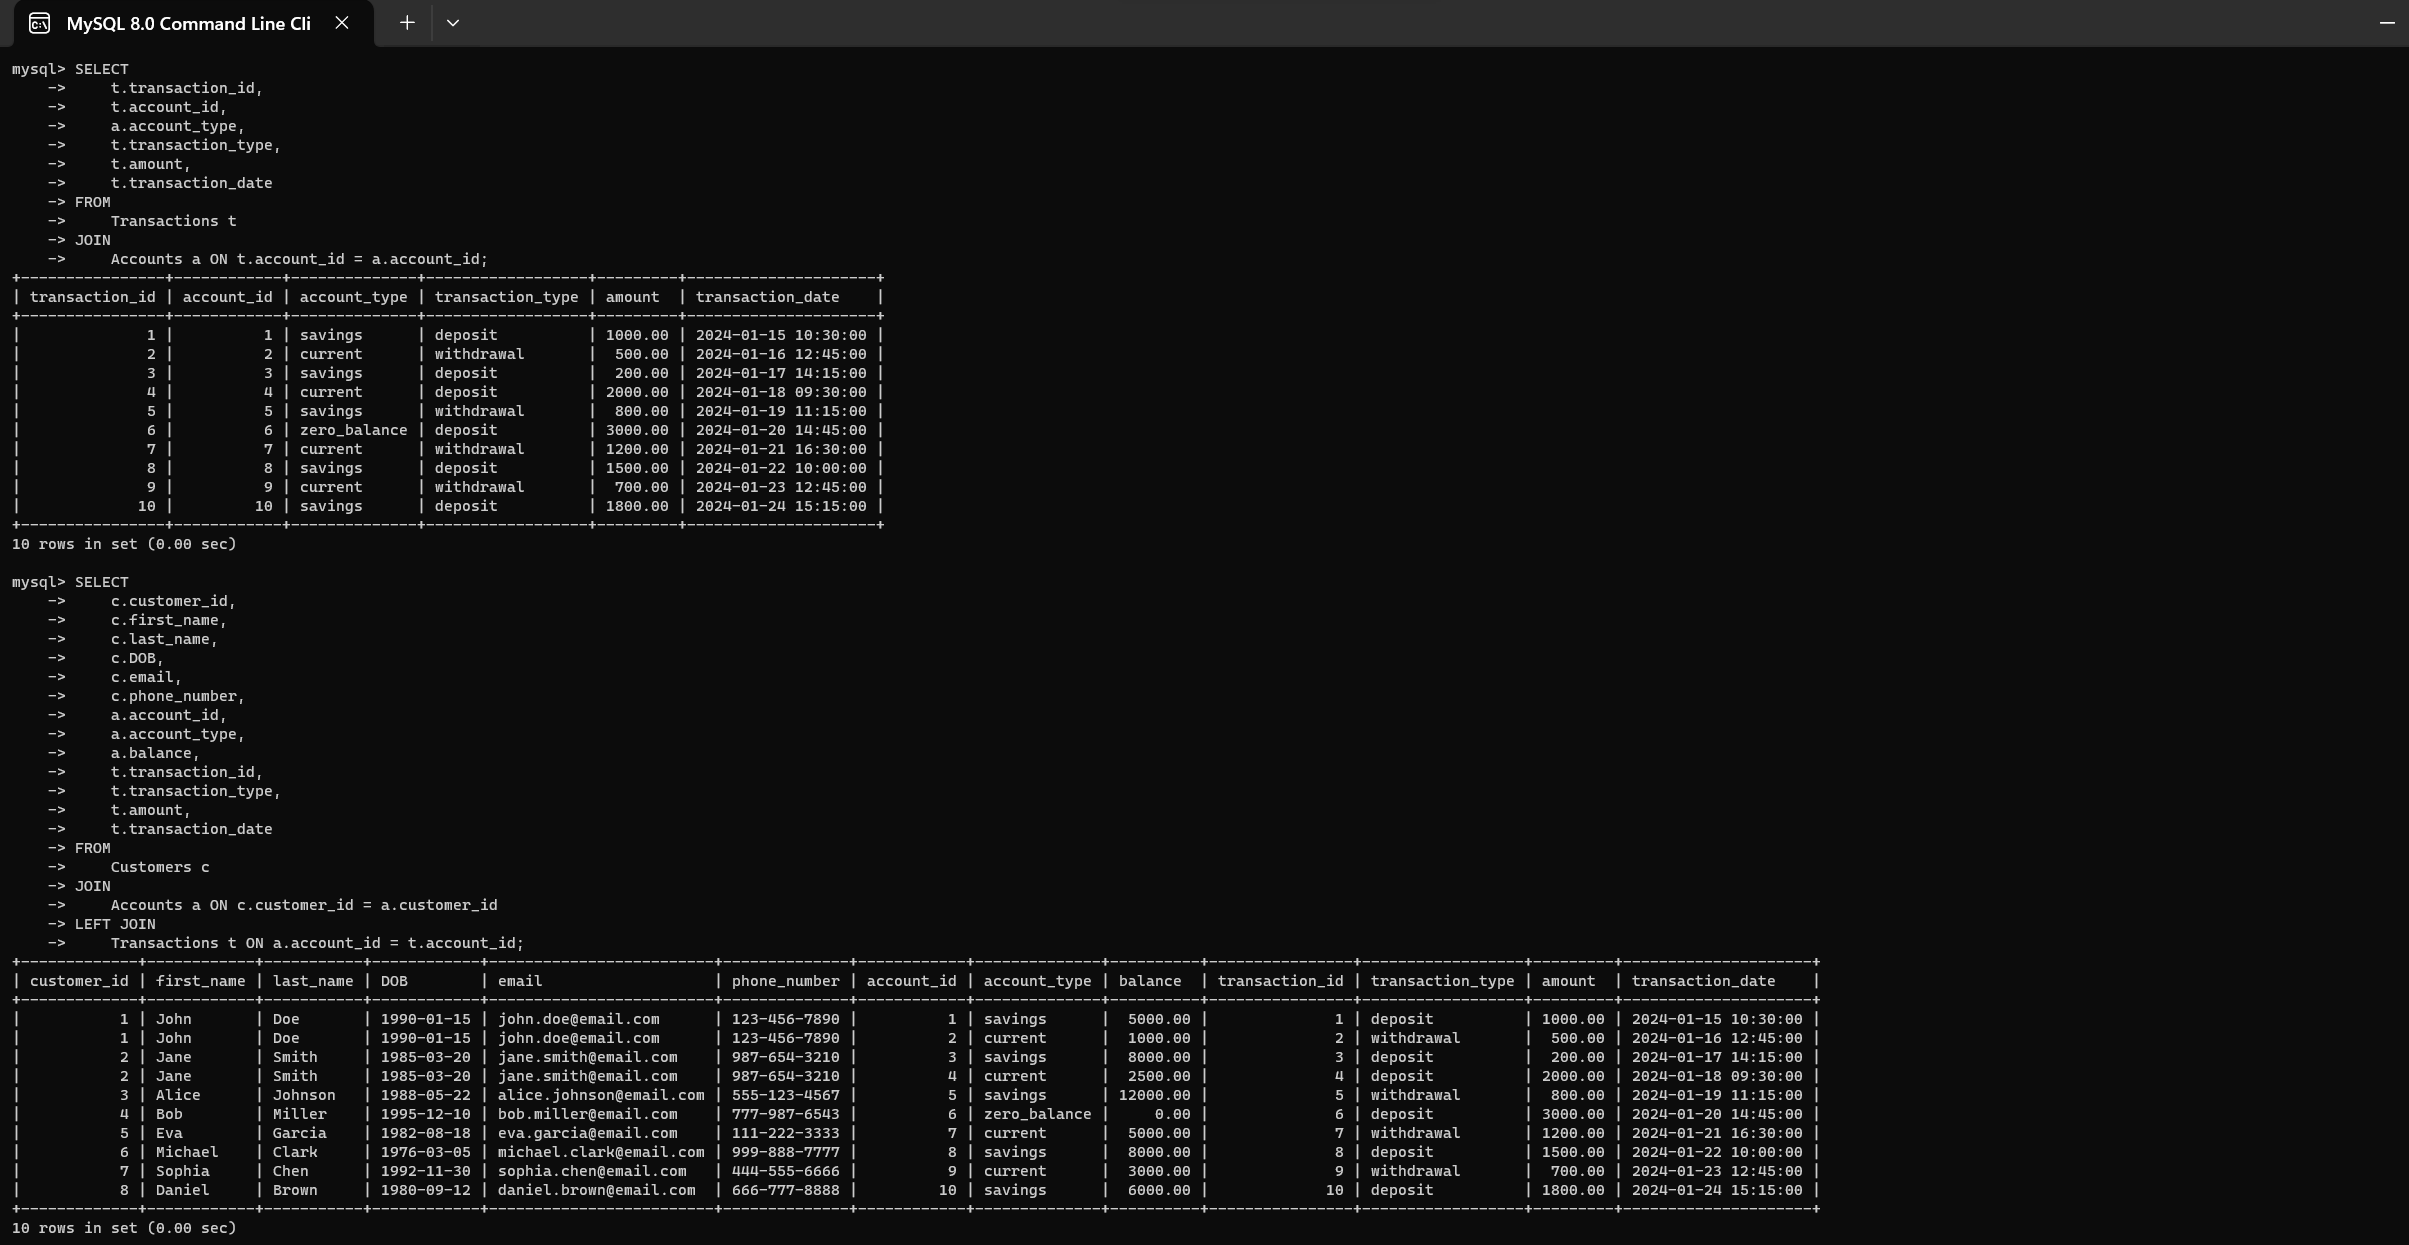 MySQL 8.0 Command Line Cli
mysql> SELECT
    ->     t.transaction_id,
    ->     t.account_id,
    ->     a.account_type,
    ->     t.transaction_type,
    ->     t.amount,
    ->     t.transaction_date
    -> FROM
    ->     Transactions t
    -> JOIN
    ->     Accounts a ON t.account_id = a.account_id;
+----------------+------------+--------------+------------------+---------+---------------------+
| transaction_id | account_id | account_type | transaction_type | amount  | transaction_date    |
+----------------+------------+--------------+------------------+---------+---------------------+
|              1 |          1 | savings      | deposit          | 1000.00 | 2024-01-15 10:30:00 |
|              2 |          2 | current      | withdrawal       |  500.00 | 2024-01-16 12:45:00 |
|              3 |          3 | savings      | deposit          |  200.00 | 2024-01-17 14:15:00 |
|              4 |          4 | current      | deposit          | 2000.00 | 2024-01-18 09:30:00 |
|              5 |          5 | savings      | withdrawal       |  800.00 | 2024-01-19 11:15:00 |
|              6 |          6 | zero_balance | deposit          | 3000.00 | 2024-01-20 14:45:00 |
|              7 |          7 | current      | withdrawal       | 1200.00 | 2024-01-21 16:30:00 |
|              8 |          8 | savings      | deposit          | 1500.00 | 2024-01-22 10:00:00 |
|              9 |          9 | current      | withdrawal       |  700.00 | 2024-01-23 12:45:00 |
|             10 |         10 | savings      | deposit          | 1800.00 | 2024-01-24 15:15:00 |
+----------------+------------+--------------+------------------+---------+---------------------+
10 rows in set (0.00 sec)
mysql> SELECT
    ->     c.customer_id,
    ->     c.first_name,
    ->     c.last_name,
    ->     c.DOB,
    ->     c.email,
    ->     c.phone_number,
    ->     a.account_id,
    ->     a.account_type,
    ->     a.balance,
    ->     t.transaction_id,
    ->     t.transaction_type,
    ->     t.amount,
    ->     t.transaction_date
    -> FROM
    ->     Customers c
    -> JOIN
    ->     Accounts a ON c.customer_id = a.customer_id
    -> LEFT JOIN
    ->     Transactions t ON a.account_id = t.account_id;
+-------------+------------+-----------+------------+-------------------------+--------------+------------+--------------+----------+----------------+------------------+---------+---------------------+
| customer_id | first_name | last_name | DOB        | email                   | phone_number | account_id | account_type | balance  | transaction_id | transaction_type | amount  | transaction_date    |
+-------------+------------+-----------+------------+-------------------------+--------------+------------+--------------+----------+----------------+------------------+---------+---------------------+
|           1 | John       | Doe       | 1990-01-15 | john.doe@email.com      | 123-456-7890 |          1 | savings      |  5000.00 |              1 | deposit          | 1000.00 | 2024-01-15 10:30:00 |
|           1 | John       | Doe       | 1990-01-15 | john.doe@email.com      | 123-456-7890 |          2 | current      |  1000.00 |              2 | withdrawal       |  500.00 | 2024-01-16 12:45:00 |
|           2 | Jane       | Smith     | 1985-03-20 | jane.smith@email.com    | 987-654-3210 |          3 | savings      |  8000.00 |              3 | deposit          |  200.00 | 2024-01-17 14:15:00 |
|           2 | Jane       | Smith     | 1985-03-20 | jane.smith@email.com    | 987-654-3210 |          4 | current      |  2500.00 |              4 | deposit          | 2000.00 | 2024-01-18 09:30:00 |
|           3 | Alice      | Johnson   | 1988-05-22 | alice.johnson@email.com | 555-123-4567 |          5 | savings      | 12000.00 |              5 | withdrawal       |  800.00 | 2024-01-19 11:15:00 |
|           4 | Bob        | Miller    | 1995-12-10 | bob.miller@email.com    | 777-987-6543 |          6 | zero_balance |     0.00 |              6 | deposit          | 3000.00 | 2024-01-20 14:45:00 |
|           5 | Eva        | Garcia    | 1982-08-18 | eva.garcia@email.com    | 111-222-3333 |          7 | current      |  5000.00 |              7 | withdrawal       | 1200.00 | 2024-01-21 16:30:00 |
|           6 | Michael    | Clark     | 1976-03-05 | michael.clark@email.com | 999-888-7777 |          8 | savings      |  8000.00 |              8 | deposit          | 1500.00 | 2024-01-22 10:00:00 |
|           7 | Sophia     | Chen      | 1992-11-30 | sophia.chen@email.com   | 444-555-6666 |          9 | current      |  3000.00 |              9 | withdrawal       |  700.00 | 2024-01-23 12:45:00 |
|           8 | Daniel     | Brown     | 1980-09-12 | daniel.brown@email.com  | 666-777-8888 |         10 | savings      |  6000.00 |             10 | deposit          | 1800.00 | 2024-01-24 15:15:00 |
+-------------+------------+-----------+------------+-------------------------+--------------+------------+--------------+----------+----------------+------------------+---------+---------------------+
10 rows in set (0.00 sec)